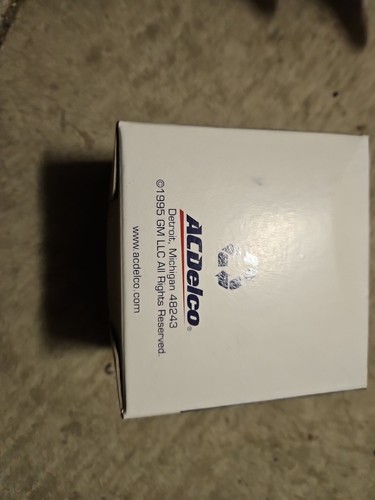 ACDelco®
Detroit, Michigan 48243
©1995 GM LLC All Rights Reserved.
www.acdelco.com